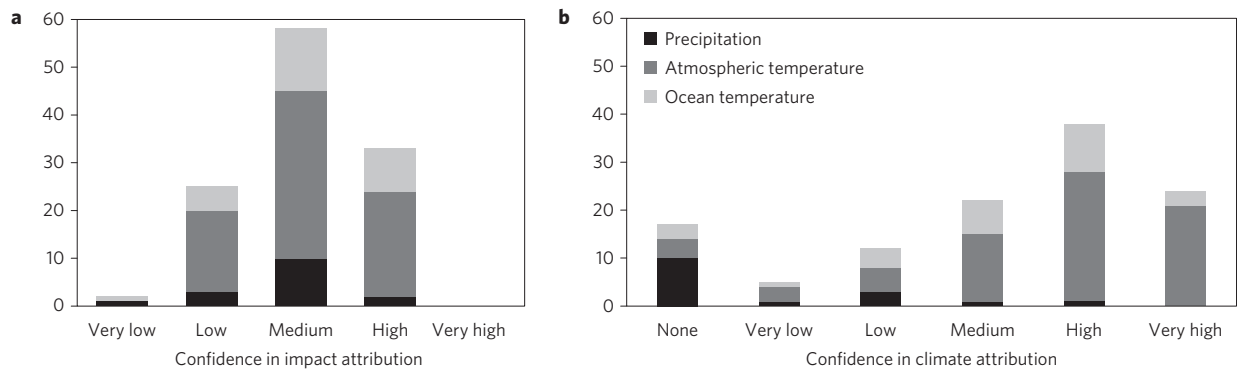 a
60
50
40
30
20
10
0
Very low Low Medium High Very high
Confidence in impact attribution
b
60
50
40
30
20
10
0
Precipitation
Atmospheric temperature
Ocean temperature
None Very low Low Medium High Very high
Confidence in climate attribution